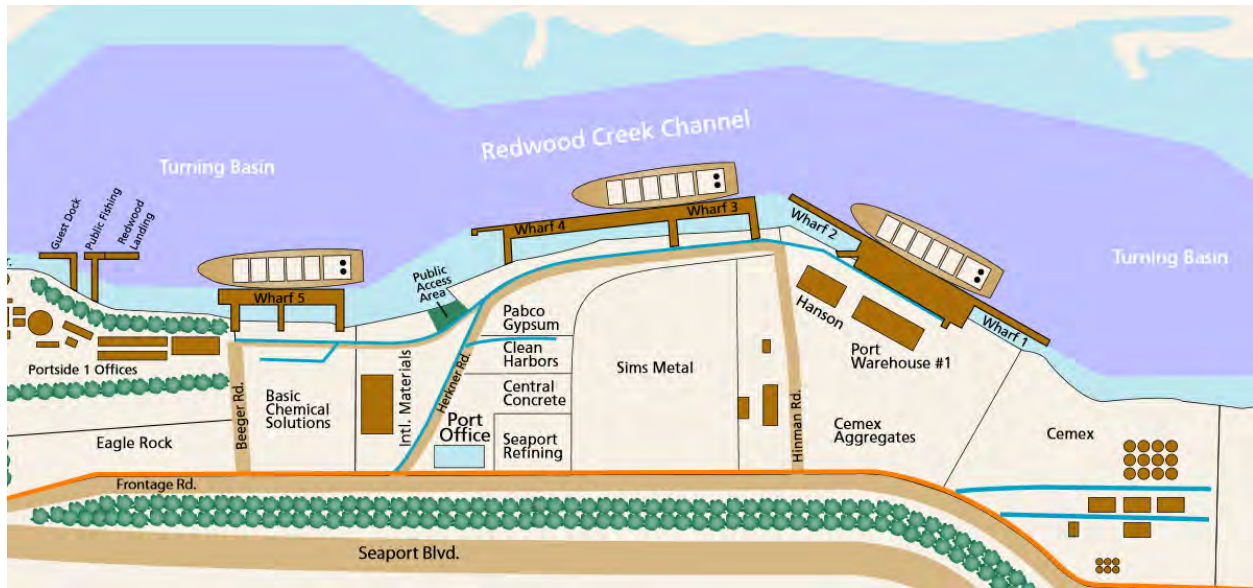 Redwood Creek Channel
Turning Basin
Turning Basin
Guest Dock
Public Fishing
Redwood
Landing
Wharf 5
Wharf 4
Wharf 3
Wharf 2
Wharf 1
Public
Access
Area
Portside 1 Offices
Eagle Rock
Beeger Rd.
Basic
Chemical
Solutions
Intl. Materials
Herkner Rd.
Port
Office
Pabco
Gypsum
Clean
Harbors
Central
Concrete
Seaport
Refining
Sims Metal
Hinman Rd.
Hanson
Port
Warehouse #1
Cemex
Aggregates
Cemex
Frontage Rd.
Seaport Blvd.